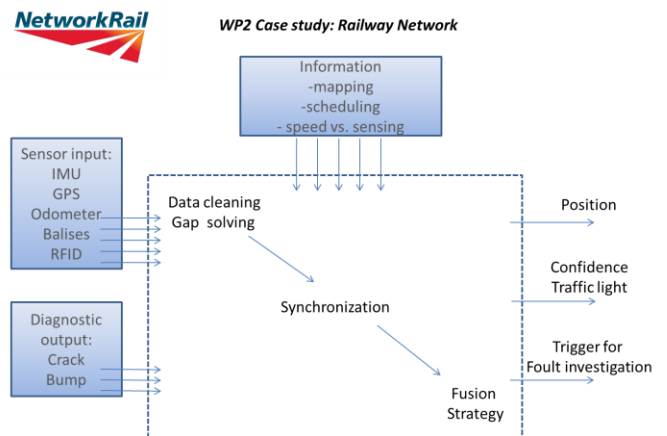 NetworkRail
WP2 Case study: Railway Network
Information
-mapping
-scheduling
- speed vs. sensing
Sensor input:
IMU
GPS
Odometer
Balises
RFID
Data cleaning
Gap solving
Synchronization
Fusion
Strategy
Diagnostic
output:
Crack
Bump
Position
Confidence
Traffic light
Trigger for
Foult investigation